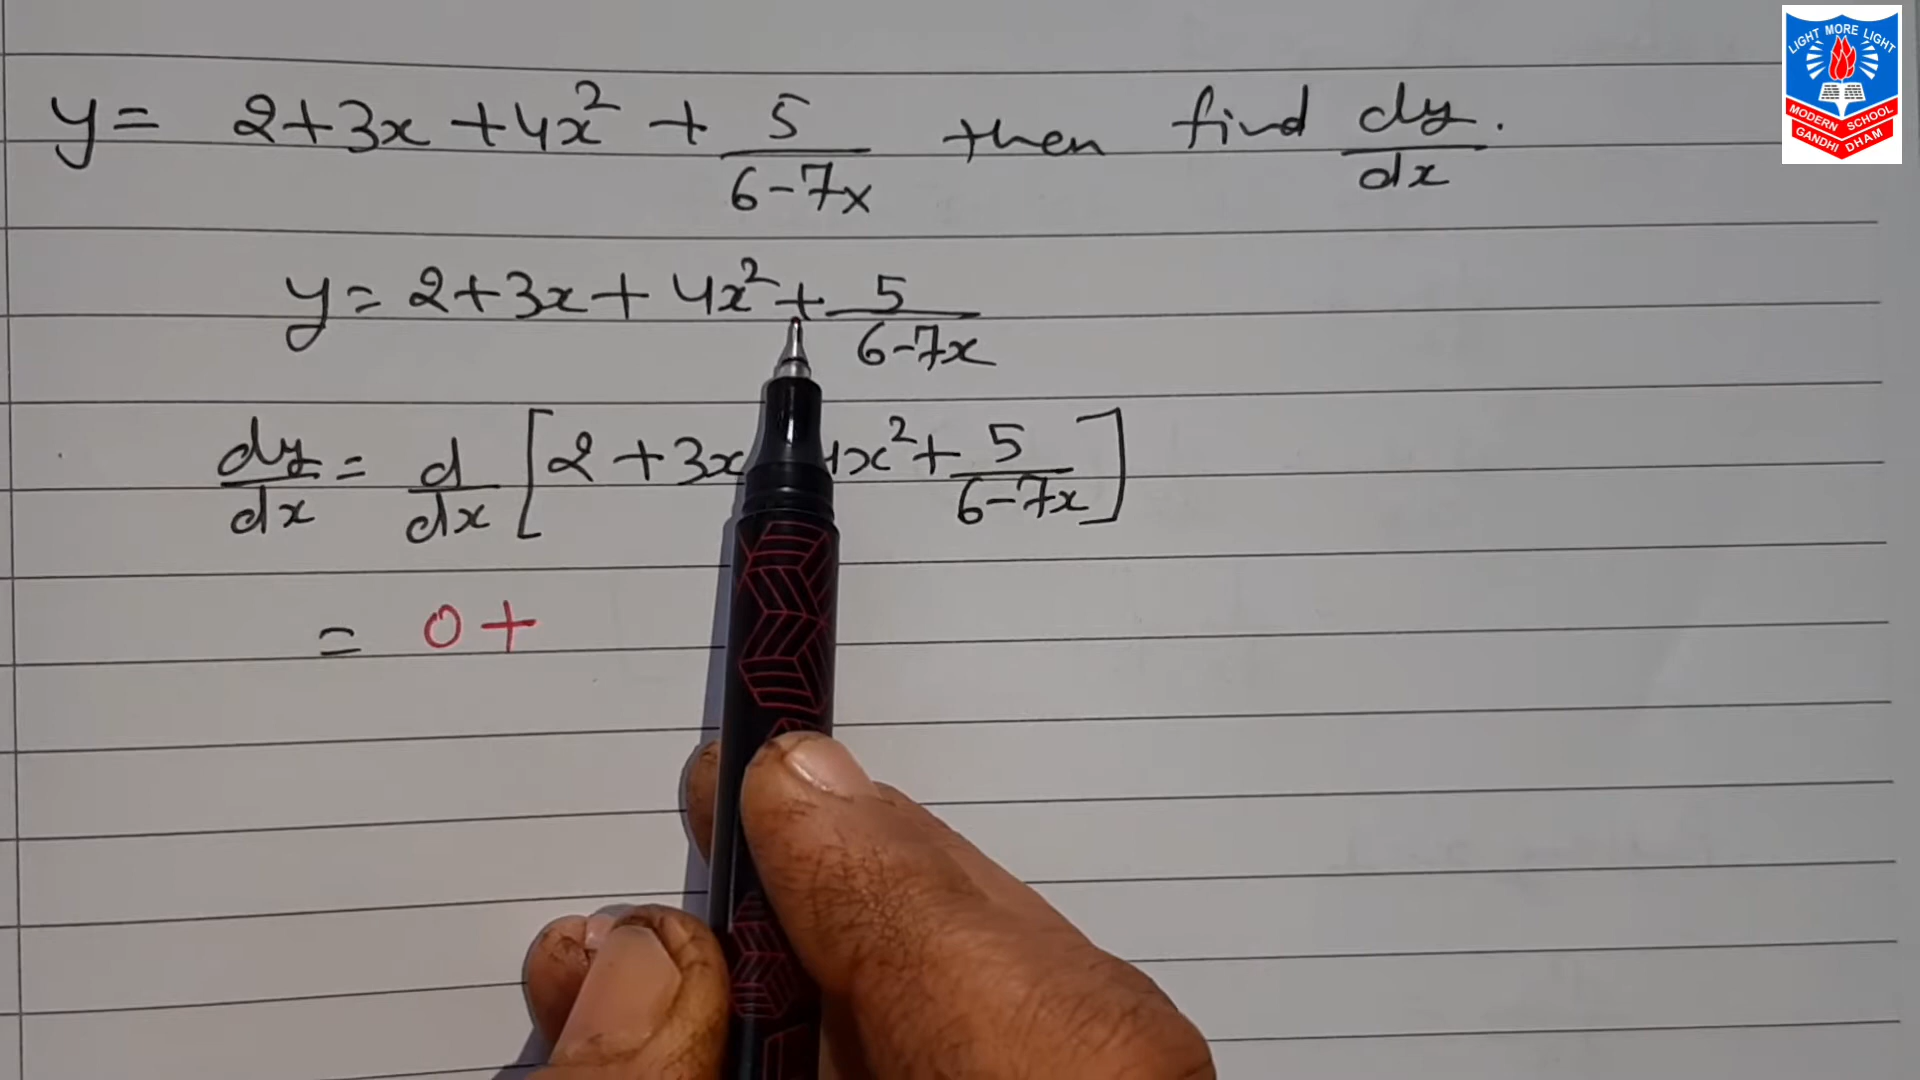 y = 2+3x+4x² + 5/(6-7x) then find dy/dx.
y = 2+3x+4x² + 5/(6-7x)
dy/dx = d/dx [2+3x 4x² + 5/(6-7x)]
= 0 +
LIGHT MORE LIGHT
MODERN SCHOOL
GANDHI DHAM